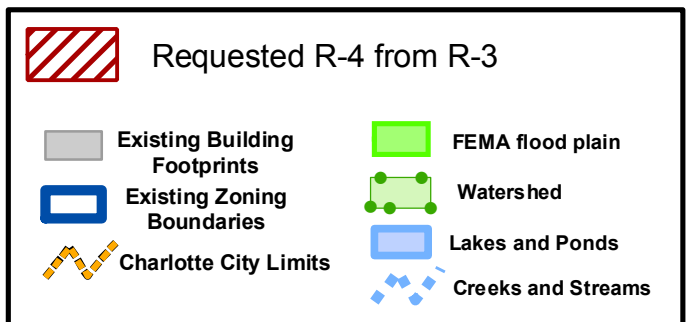 Requested R-4 from R-3
Existing Building
Footprints
Existing Zoning
Boundaries
Charlotte City Limits
FEMA flood plain
Watershed
Lakes and Ponds
Creeks and Streams